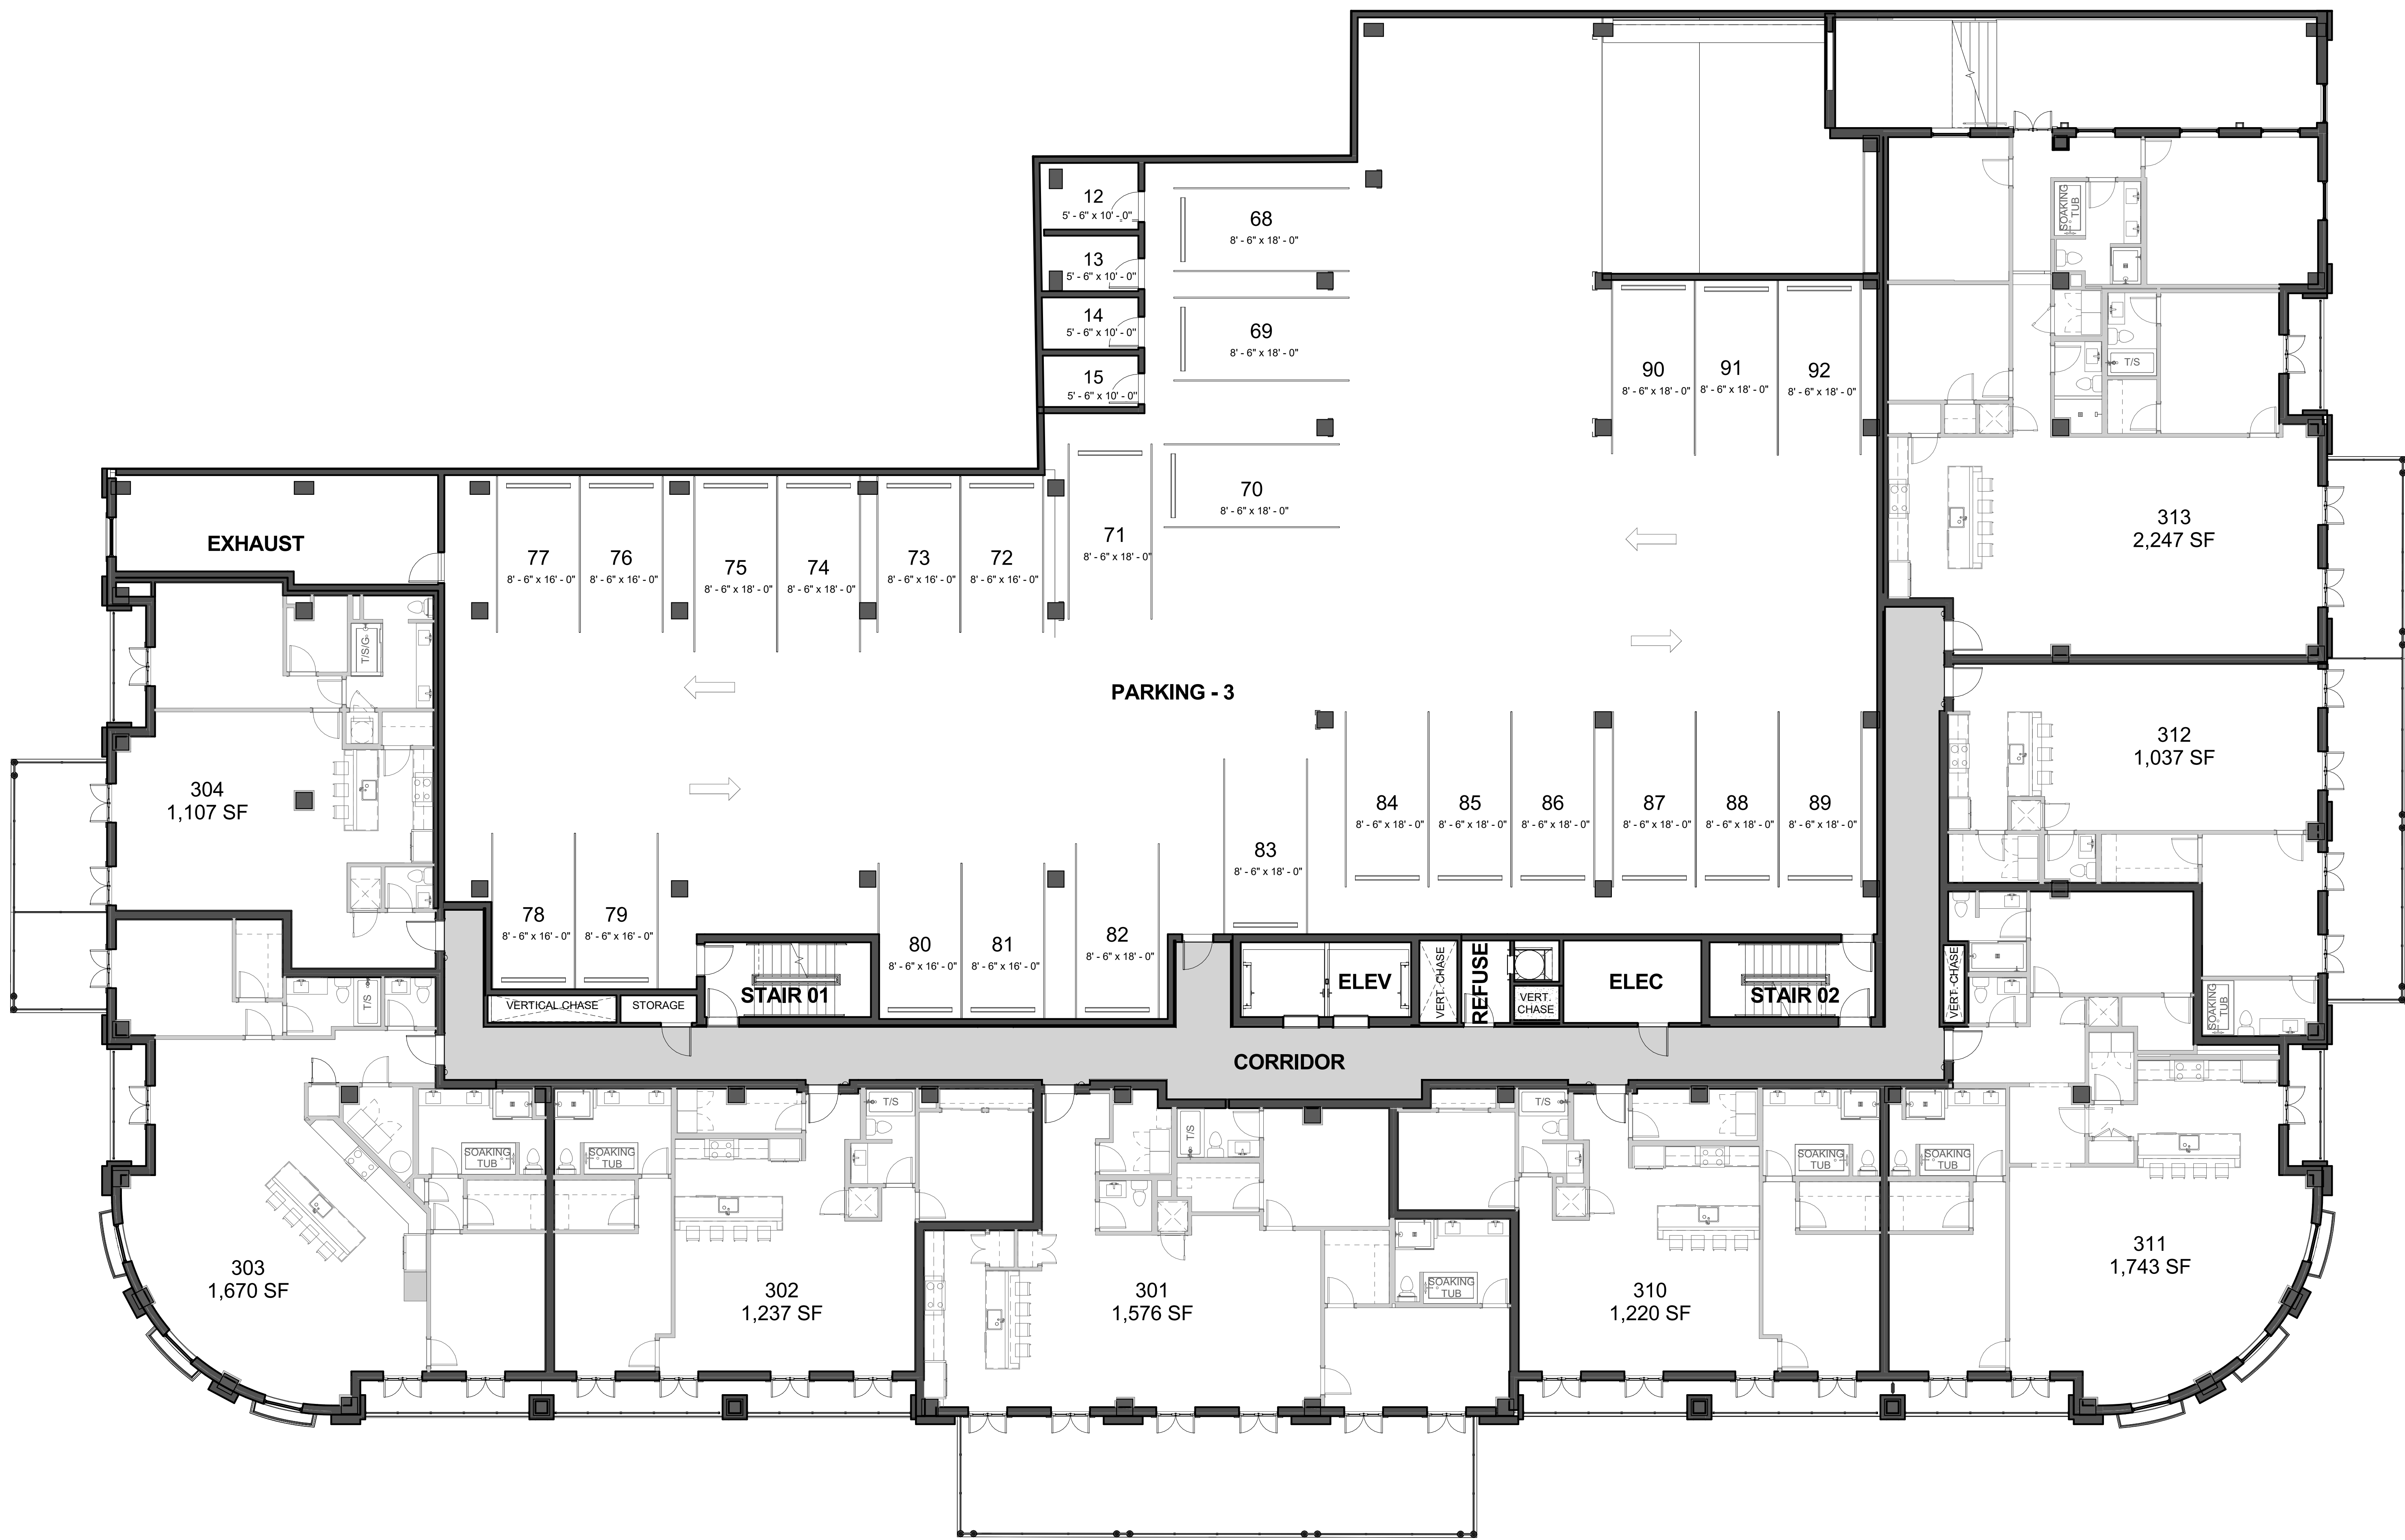 12
5' - 6" x 10' - 0"
13
5' - 6" x 10' - 0"
14
5' - 6" x 10' - 0"
15
5' - 6" x 10' - 0"
68
8' - 6" x 18' - 0"
69
8' - 6" x 18' - 0"
70
8' - 6" x 18' - 0"
71
8' - 6" x 18' - 0"
90
8' - 6" x 18' - 0"
91
8' - 6" x 18' - 0"
92
8' - 6" x 18' - 0"
SOAKING
TUB
T/S
313
2,247 SF
EXHAUST
77
8' - 6" x 16' - 0"
76
8' - 6" x 16' - 0"
75
8' - 6" x 18' - 0"
74
8' - 6" x 18' - 0"
73
8' - 6" x 16' - 0"
72
8' - 6" x 16' - 0"
T/S/G
PARKING - 3
304
1,107 SF
312
1,037 SF
84
8' - 6" x 18' - 0"
85
8' - 6" x 18' - 0"
86
8' - 6" x 18' - 0"
87
8' - 6" x 18' - 0"
88
8' - 6" x 18' - 0"
89
8' - 6" x 18' - 0"
83
8' - 6" x 18' - 0"
78
8' - 6" x 16' - 0"
79
8' - 6" x 16' - 0"
80
8' - 6" x 16' - 0"
81
8' - 6" x 16' - 0"
82
8' - 6" x 18' - 0"
T/S
VERTICAL CHASE
STORAGE
STAIR 01
ELEV
VERT. CHASE
REFUSE
VERT.
CHASE
ELEC
STAIR 02
VERT. CHASE
SOAKING
TUB
CORRIDOR
SOAKING
TUB
SOAKING
TUB
T/S
T/S
T/S
SOAKING
TUB
SOAKING
TUB
303
1,670 SF
302
1,237 SF
301
1,576 SF
SOAKING
TUB
310
1,220 SF
311
1,743 SF